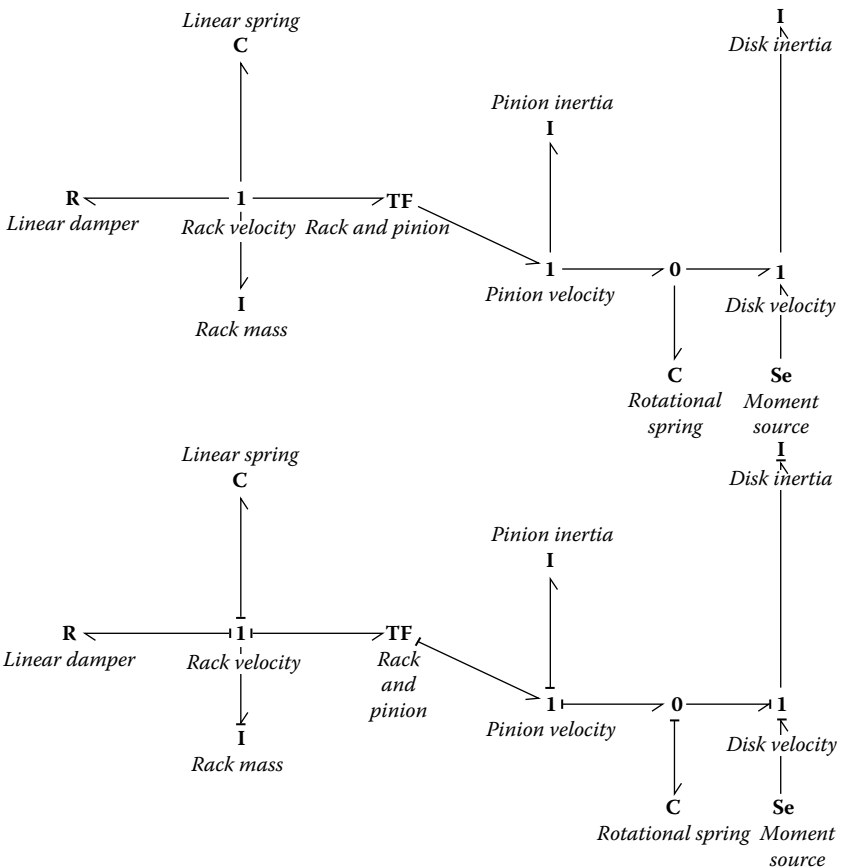 Linear spring
C
I
Disk inertia
Pinion inertia
I
R 1 TF
Linear damper Rack velocity Rack and pinion
1 0 1
Pinion velocity Disk velocity
I
Rack mass
C Se
Rotational spring Moment source
Linear spring
C
I
Disk inertia
Pinion inertia
I
R 1 TF
Linear damper Rack velocity Rack and pinion
1 0 1
Pinion velocity Disk velocity
I
Rack mass
C Se
Rotational spring Moment source